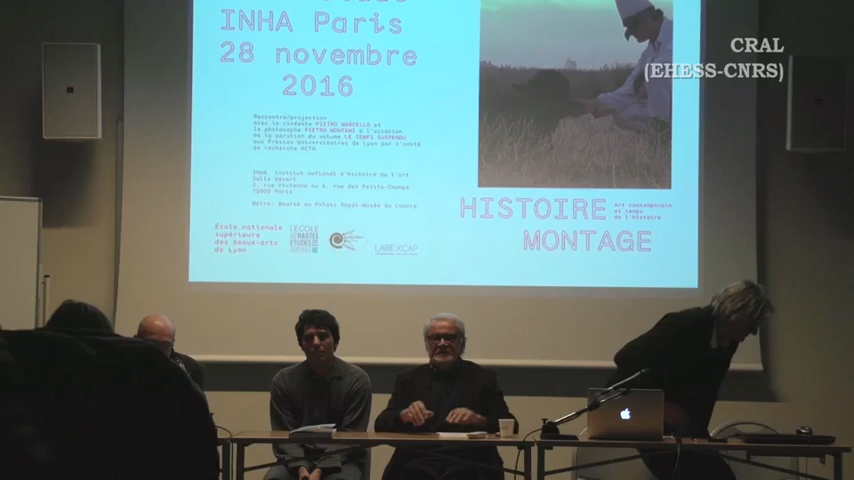 INHA Paris
28 novembre
2016
Rencontre/projection
avec le cinéaste PIETRO MARCELLO et
le philosophe PIETRO MONTANI à l'occasion
de la parution du volume LE TEMPS SUSPENDU
aux Presses Universitaires de Lyon par l'unité
de recherche ACTH.
INHA, Institut national d'histoire de l'art
Salle Vasari
2, rue Vivienne ou 6, rue des Petits-Champs
75002 Paris
Métro: Bourse ou Palais Royal-Musée du Louvre
École nationale
supérieure
des beaux-arts
de Lyon
L'ÉCOLE
DES HAUTES
ÉTUDES
LABEX CAP
HISTOIRE
Art contemporain
et temps
de l'histoire
MONTAGE
CRAL
(EHESS-CNRS)